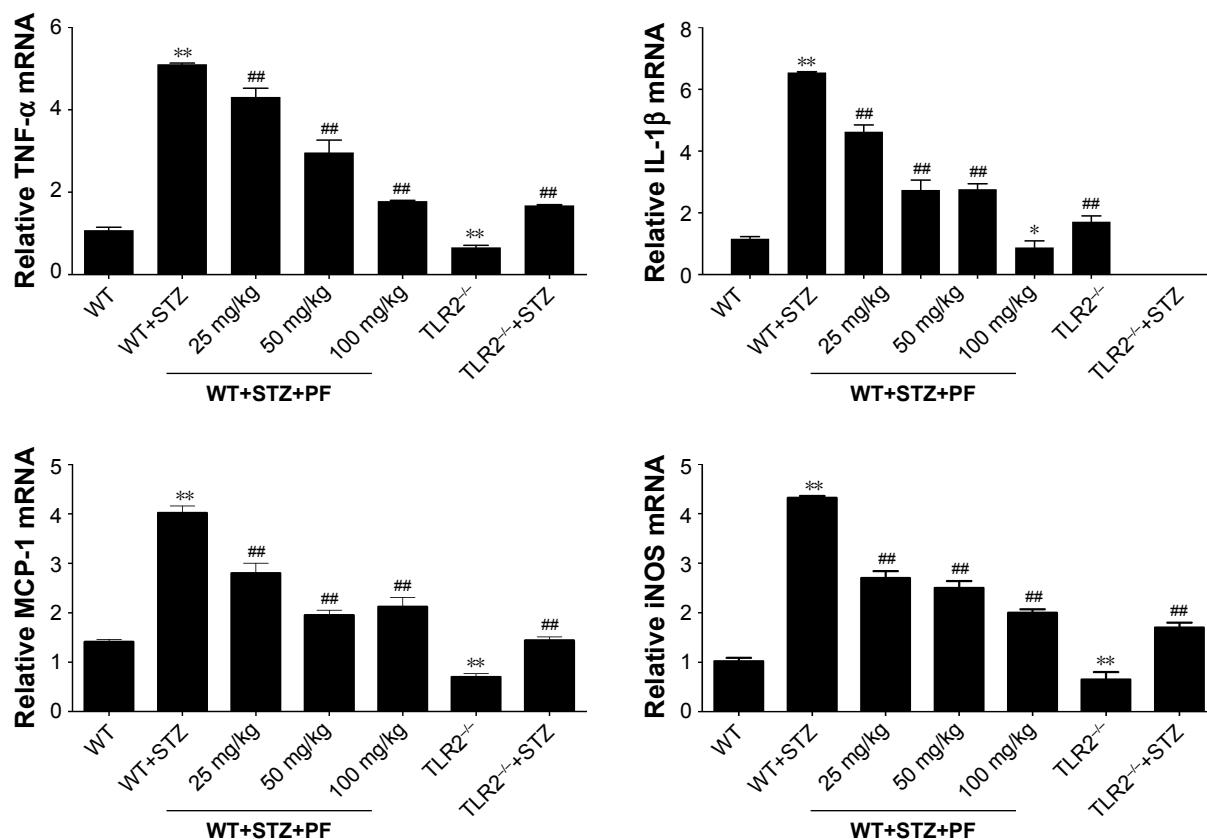 Relative TNF-α mRNA
6
4
2
0
**
##
##
##
**
##
WT
WT+STZ
25 mg/kg
50 mg/kg
100 mg/kg
TLR2⁻/⁻
TLR2⁻/⁻+STZ
WT+STZ+PF
Relative IL-1β mRNA
8
6
4
2
0
**
##
##
##
*
##
WT
WT+STZ
25 mg/kg
50 mg/kg
100 mg/kg
TLR2⁻/⁻
TLR2⁻/⁻+STZ
WT+STZ+PF
Relative MCP-1 mRNA
5
4
3
2
1
0
**
##
##
##
**
##
WT
WT+STZ
25 mg/kg
50 mg/kg
100 mg/kg
TLR2⁻/⁻
TLR2⁻/⁻+STZ
WT+STZ+PF
Relative iNOS mRNA
5
4
3
2
1
0
**
##
##
##
**
##
WT
WT+STZ
25 mg/kg
50 mg/kg
100 mg/kg
TLR2⁻/⁻
TLR2⁻/⁻+STZ
WT+STZ+PF